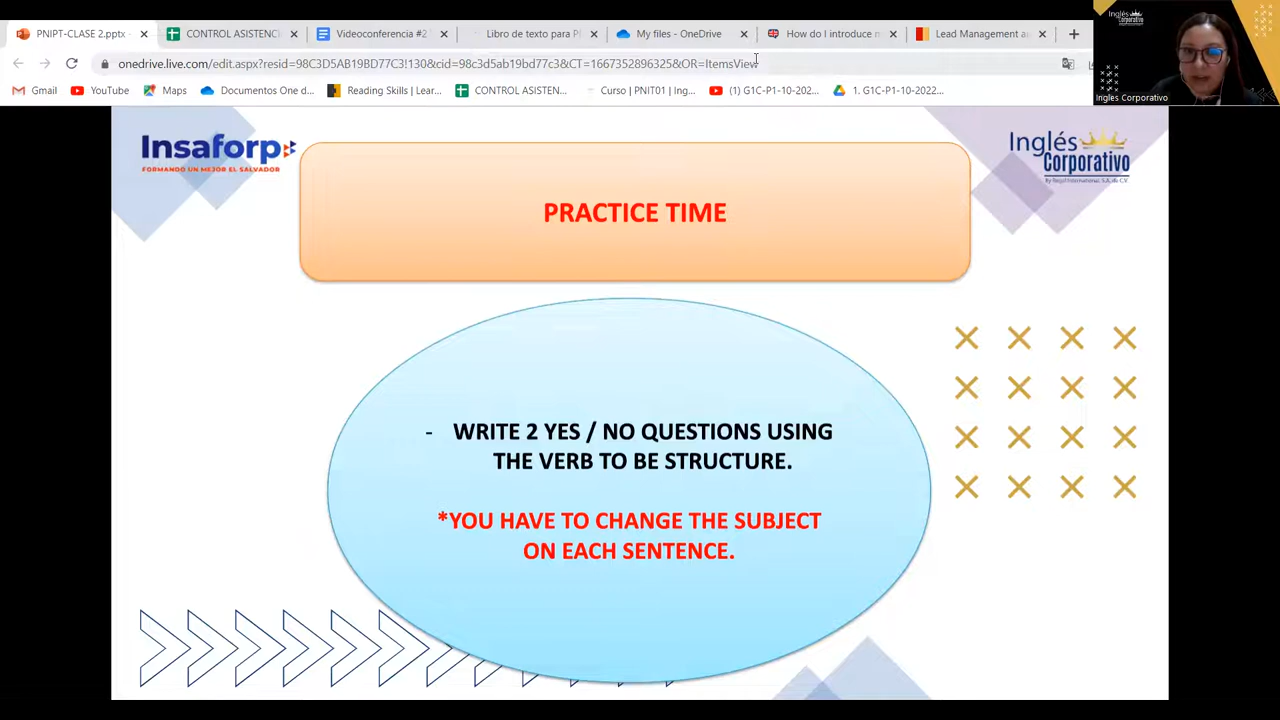 PNIPT-CLASE 2.pptx
CONTROL ASISTENC
Videoconferencia #2
Libro de texto para P
My files - OneDrive
How do I introduce m
Lead Management a
onedrive.live.com/edit.aspx?resid=98C3D5AB19BD77C3!130&cid=98c3d5ab19bd77c3&CT=1667352896325&OR=ItemsView
Gmail
YouTube
Maps
Documentos One d...
Reading Skills | Lear...
CONTROL ASISTEN...
Curso | PNIT01 | Ing...
(1) G1C-P1-10-202...
1. G1C-P1-10-2022...
Inglés
Corporativo
Ingles Corporativo
Insaforp
FORMANDO UN MEJOR EL SALVADOR
Inglés
Corporativo
PRACTICE TIME
- WRITE 2 YES / NO QUESTIONS USING
THE VERB TO BE STRUCTURE.
*YOU HAVE TO CHANGE THE SUBJECT
ON EACH SENTENCE.